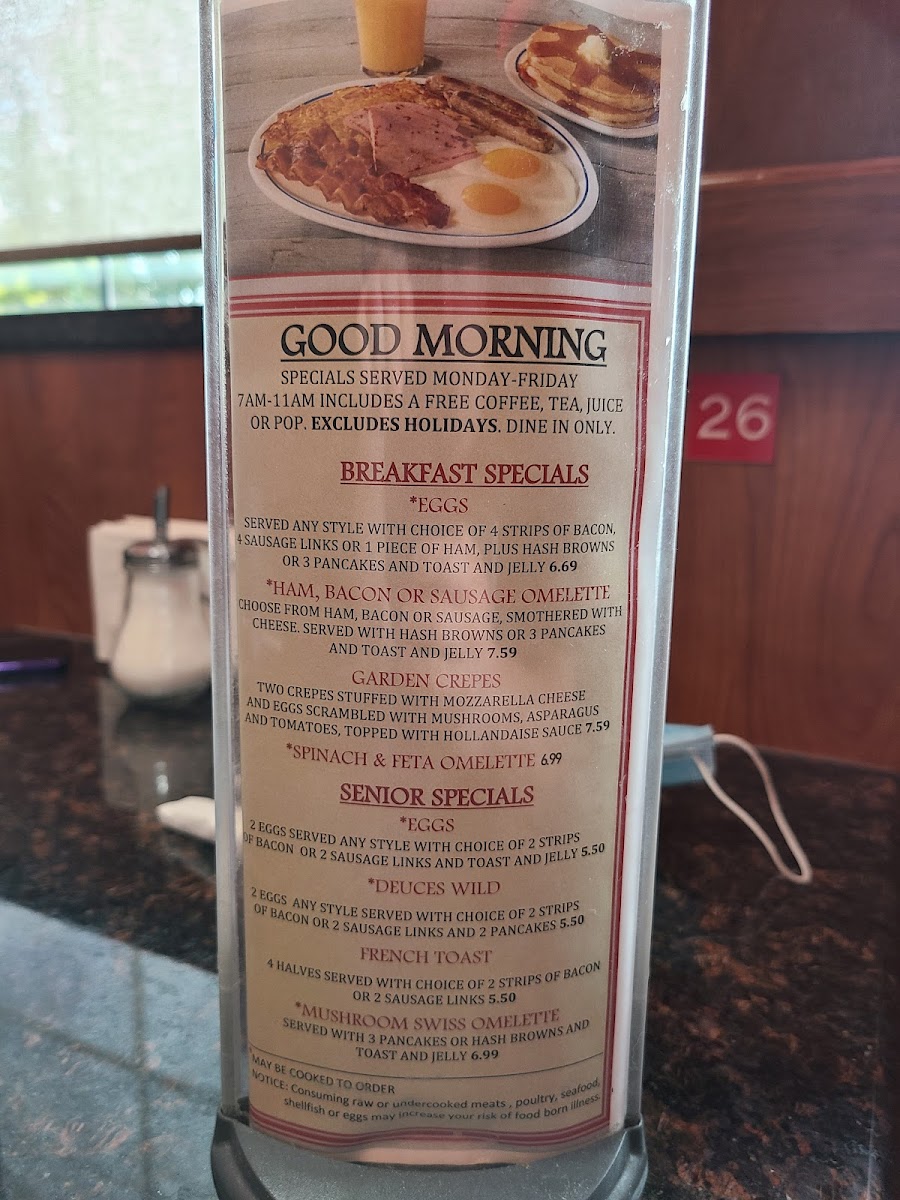 GOOD MORNING
SPECIALS SERVED MONDAY-FRIDAY
7AM-11AM INCLUDES A FREE COFFEE, TEA, JUICE
OR POP. EXCLUDES HOLIDAYS. DINE IN ONLY.
BREAKFAST SPECIALS
*EGGS
SERVED ANY STYLE WITH CHOICE OF 4 STRIPS OF BACON,
4 SAUSAGE LINKS OR 1 PIECE OF HAM, PLUS HASH BROWNS
OR 3 PANCAKES AND TOAST AND JELLY 6.69
*HAM, BACON OR SAUSAGE OMELETTE
CHOOSE FROM HAM, BACON OR SAUSAGE, SMOTHERED WITH
CHEESE. SERVED WITH HASH BROWNS OR 3 PANCAKES
AND TOAST AND JELLY 7.59
GARDEN CREPES
TWO CREPES STUFFED WITH MOZZARELLA CHEESE
AND EGGS SCRAMBLED WITH MUSHROOMS, ASPARAGUS
AND TOMATOES, TOPPED WITH HOLLANDAISE SAUCE 7.59
*SPINACH & FETA OMELETTE 6.99
SENIOR SPECIALS
*EGGS
2 EGGS SERVED ANY STYLE WITH CHOICE OF 2 STRIPS
OF BACON OR 2 SAUSAGE LINKS AND TOAST AND JELLY 5.50
*DEUCES WILD
2 EGGS ANY STYLE SERVED WITH CHOICE OF 2 STRIPS
OF BACON OR 2 SAUSAGE LINKS AND 2 PANCAKES 5.50
FRENCH TOAST
4 HALVES SERVED WITH CHOICE OF 2 STRIPS OF BACON
OR 2 SAUSAGE LINKS 5.50
*MUSHROOM SWISS OMELETTE
SERVED WITH 3 PANCAKES OR HASH BROWNS AND
TOAST AND JELLY 6.99
*MAY BE COOKED TO ORDER
NOTICE: Consuming raw or undercooked meats , poultry, seafood,
shellfish or eggs may increase your risk of food born illness.
26